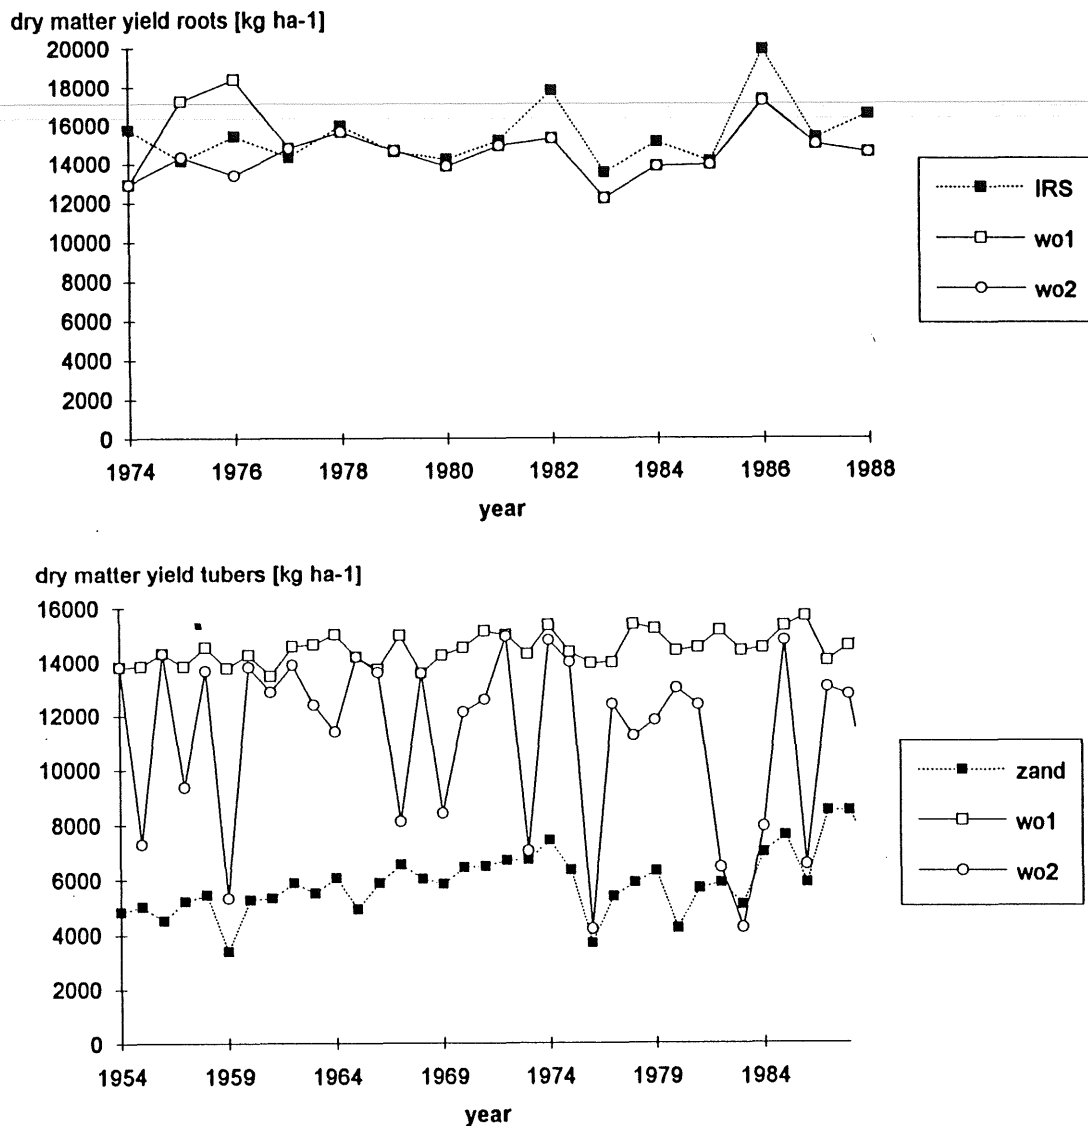 dry matter yield roots [kg ha-1]
20000
18000
16000
14000
12000
10000
8000
6000
4000
2000
0
1974 1976 1978 1980 1982 1984 1986 1988
year
IRS
wo1
wo2
dry matter yield tubers [kg ha-1]
16000
14000
12000
10000
8000
6000
4000
2000
0
1954 1959 1964 1969 1974 1979 1984
year
zand
wo1
wo2